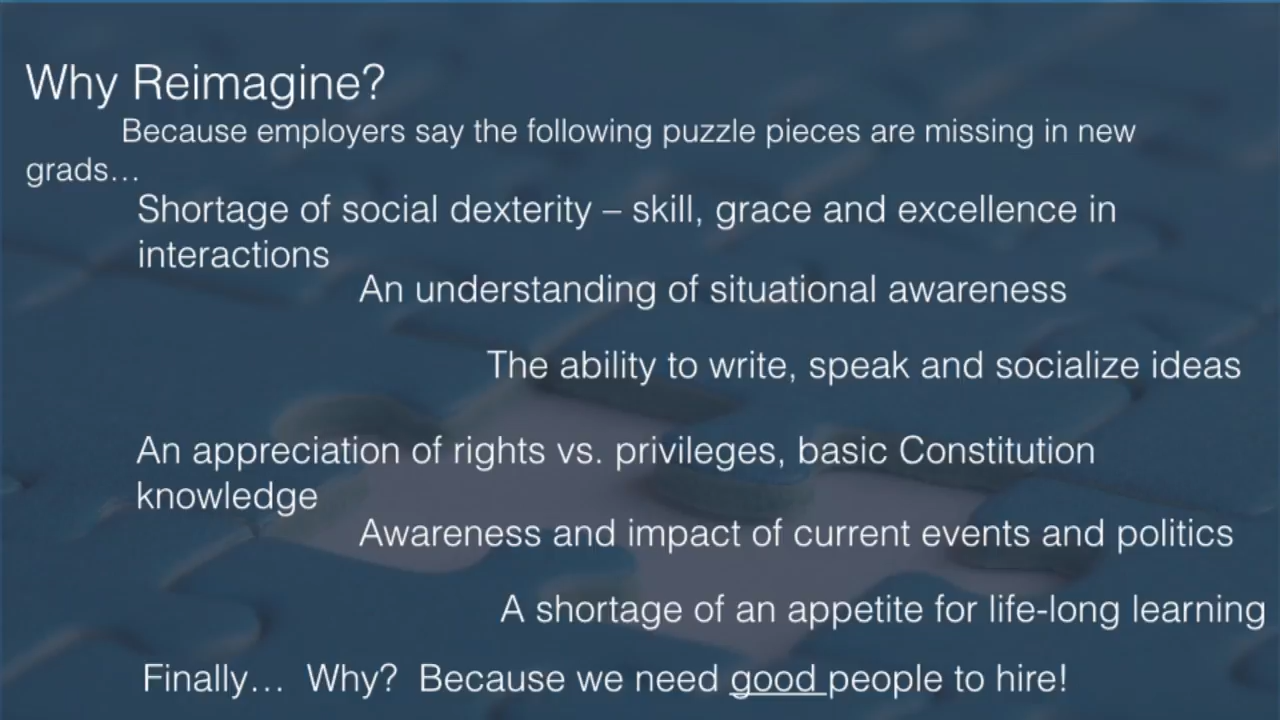 Why Reimagine?
Because employers say the following puzzle pieces are missing in new
grads…
Shortage of social dexterity – skill, grace and excellence in
interactions
An understanding of situational awareness
The ability to write, speak and socialize ideas
An appreciation of rights vs. privileges, basic Constitution
knowledge
Awareness and impact of current events and politics
A shortage of an appetite for life-long learning
Finally… Why? Because we need good people to hire!